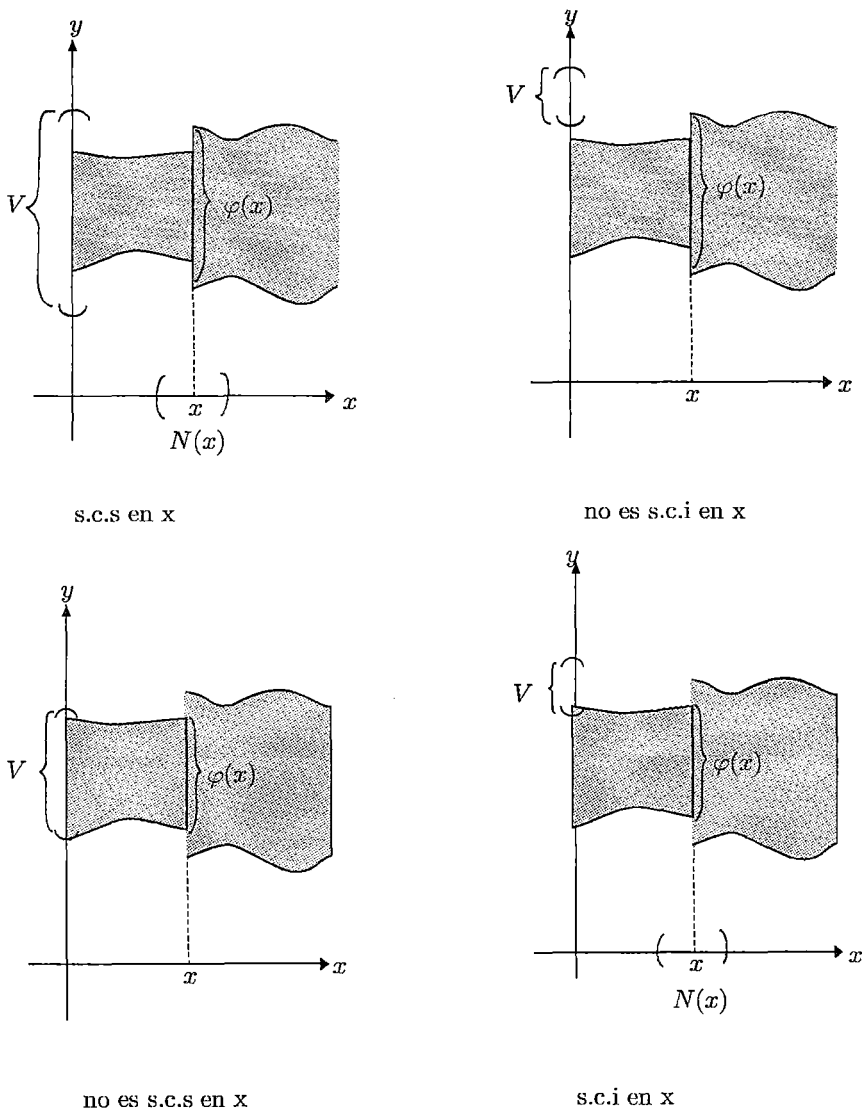 y
V
φ(x)
x
x
N(x)
s.c.s en x
y
V
φ(x)
x
x
no es s.c.i en x
y
V
φ(x)
x
x
no es s.c.s en x
y
V
φ(x)
x
x
N(x)
s.c.i en x